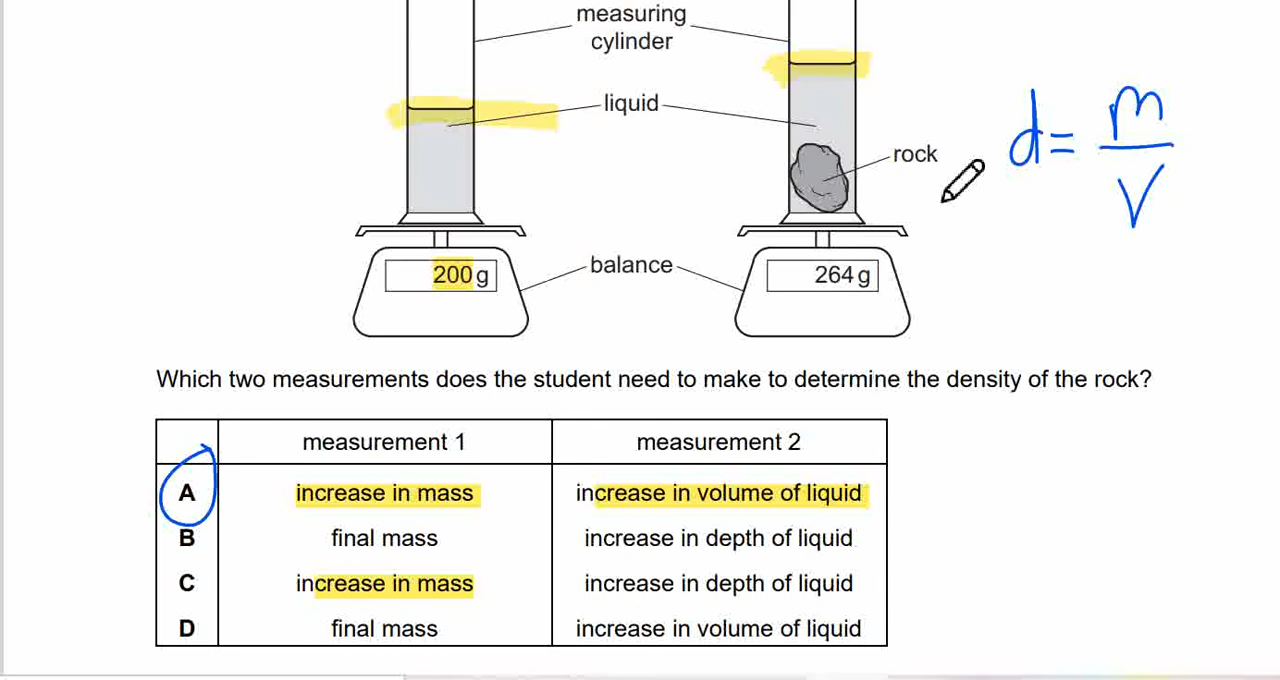 measuring
cylinder
liquid
rock
d = m
V
balance
200 g
264 g
Which two measurements does the student need to make to determine the density of the rock?
measurement 1 measurement 2
A increase in mass increase in volume of liquid
B final mass increase in depth of liquid
C increase in mass increase in depth of liquid
D final mass increase in volume of liquid